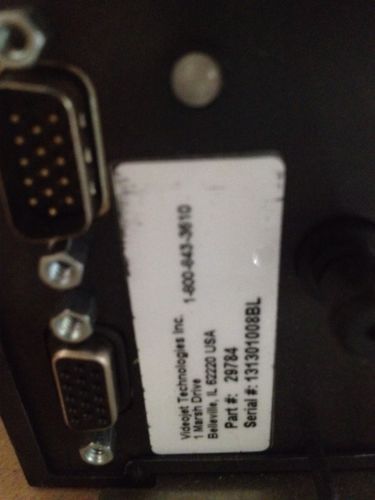 Videojet Technologies Inc. 1-800-843-3610
1 Marsh Drive
Belleville, IL 62220 USA
Part #: 29784
Serial #: 131301008BL